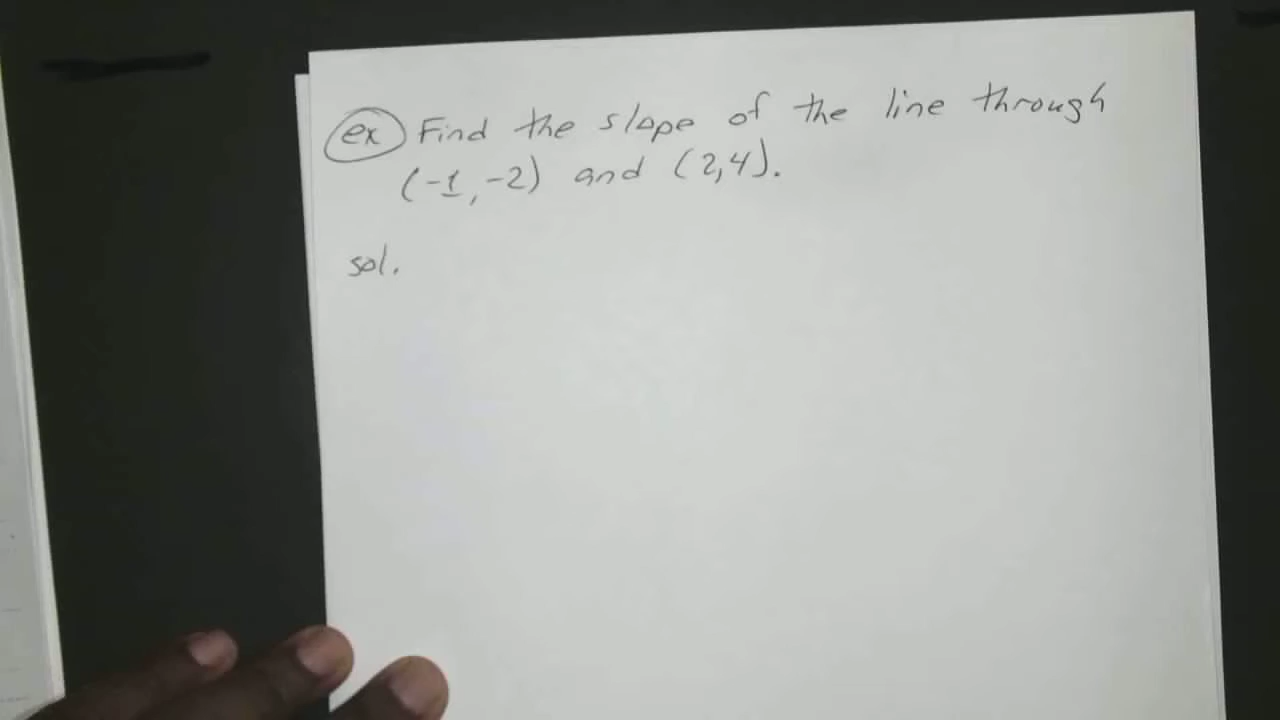 ex Find the slope of the line through
(-1, -2) and (2,4).
sol.